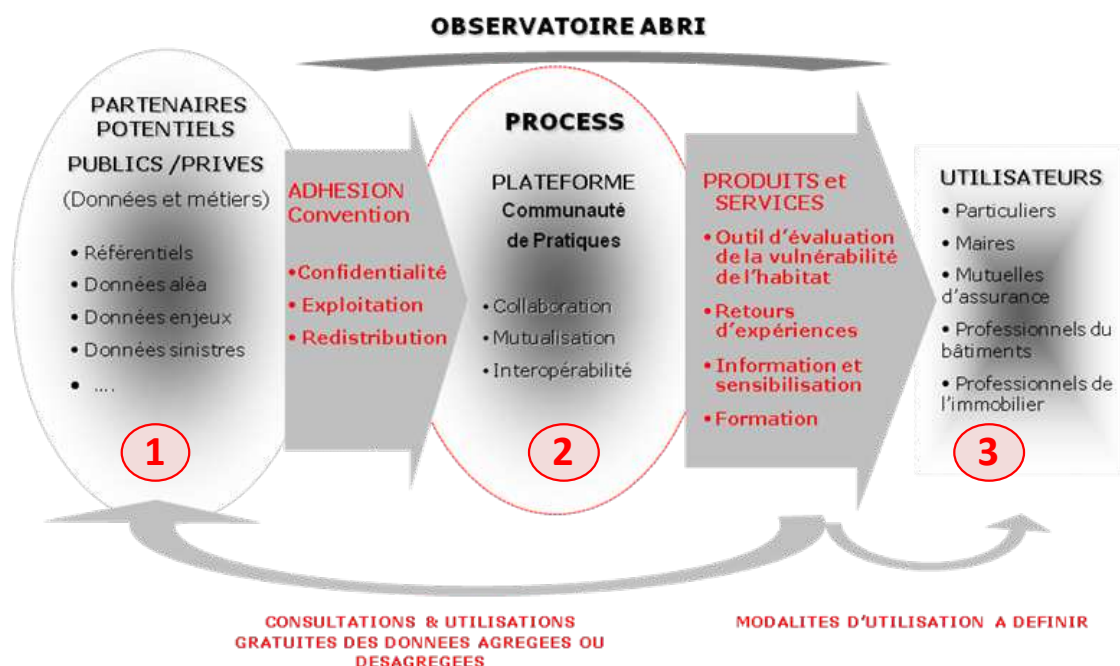 OBSERVATOIRE ABRI
PARTENAIRES
POTENTIELS
PUBLICS /PRIVES
(Données et métiers)
• Référentiels
• Données aléa
• Données enjeux
• Données sinistres
• ....
1
ADHESION
Convention
• Confidentialité
• Exploitation
• Redistribution
PROCESS
PLATEFORME
Communauté
de Pratiques
• Collaboration
• Mutualisation
• Interopérabilité
2
PRODUITS et
SERVICES
• Outil d'évaluation
de la vulnérabilité
de l'habitat
• Retours
d'expériences
• Information et
sensibilisation
• Formation
UTILISATEURS
• Particuliers
• Maires
• Mutuelles
d'assurance
• Professionnels du
bâtiments
• Professionnels de
l'immobilier
3
CONSULTATIONS & UTILISATIONS
GRATUITES DES DONNEES AGREGEES OU
DESAGREGEES
MODALITES D'UTILISATION A DEFINIR